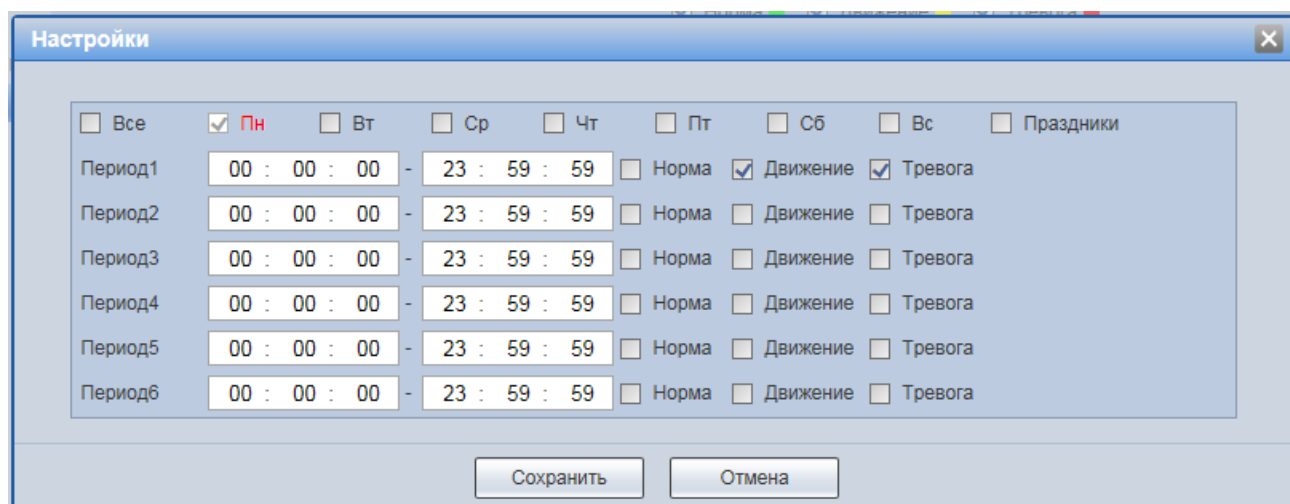 Норма Движение Тревога
Настройки
Все Пн Вт Ср Чт Пт Сб Вс Праздники
Период1 00 : 00 : 00 - 23 : 59 : 59 Норма Движение Тревога
Период2 00 : 00 : 00 - 23 : 59 : 59 Норма Движение Тревога
Период3 00 : 00 : 00 - 23 : 59 : 59 Норма Движение Тревога
Период4 00 : 00 : 00 - 23 : 59 : 59 Норма Движение Тревога
Период5 00 : 00 : 00 - 23 : 59 : 59 Норма Движение Тревога
Период6 00 : 00 : 00 - 23 : 59 : 59 Норма Движение Тревога
Сохранить Отмена